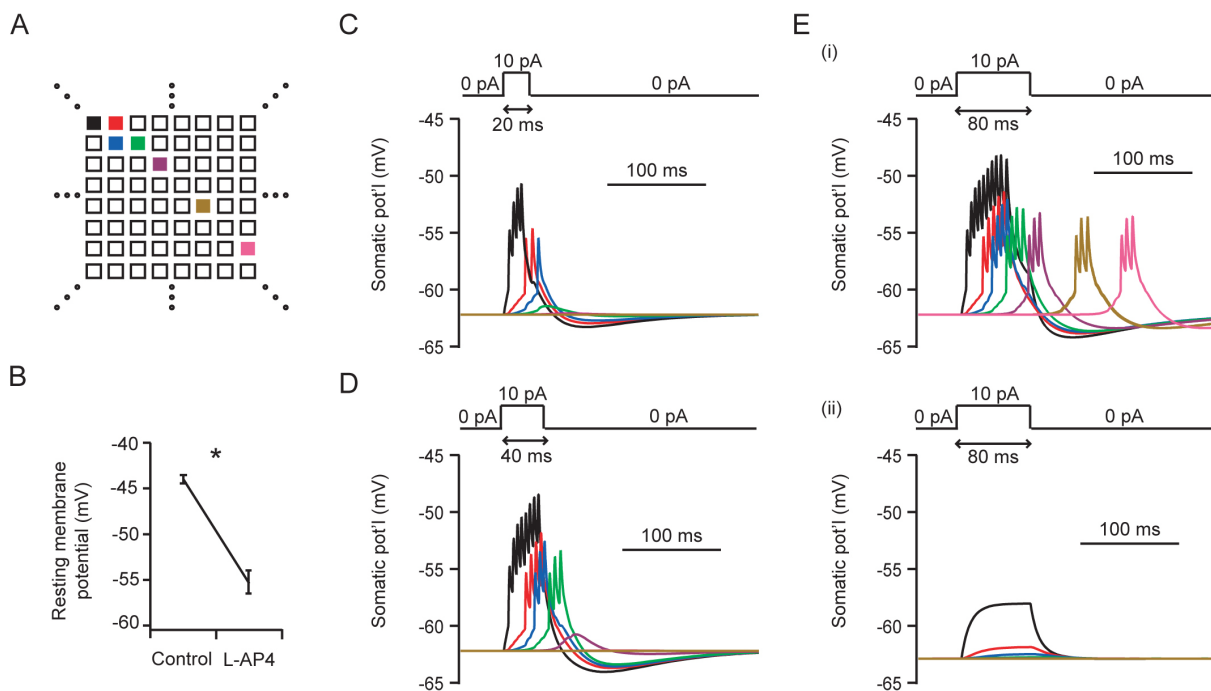 A
B
Resting membrane
potential (mV)
-40
-45
-50
-55
-60
*
Control
L-AP4
C
10 pA
0 pA
0 pA
20 ms
100 ms
Somatic pot'l (mV)
-45
-50
-55
-60
-65
D
10 pA
0 pA
0 pA
40 ms
100 ms
Somatic pot'l (mV)
-45
-50
-55
-60
-65
E
(i)
10 pA
0 pA
0 pA
80 ms
100 ms
Somatic pot'l (mV)
-45
-50
-55
-60
-65
(ii)
10 pA
0 pA
0 pA
80 ms
100 ms
Somatic pot'l (mV)
-45
-50
-55
-60
-65